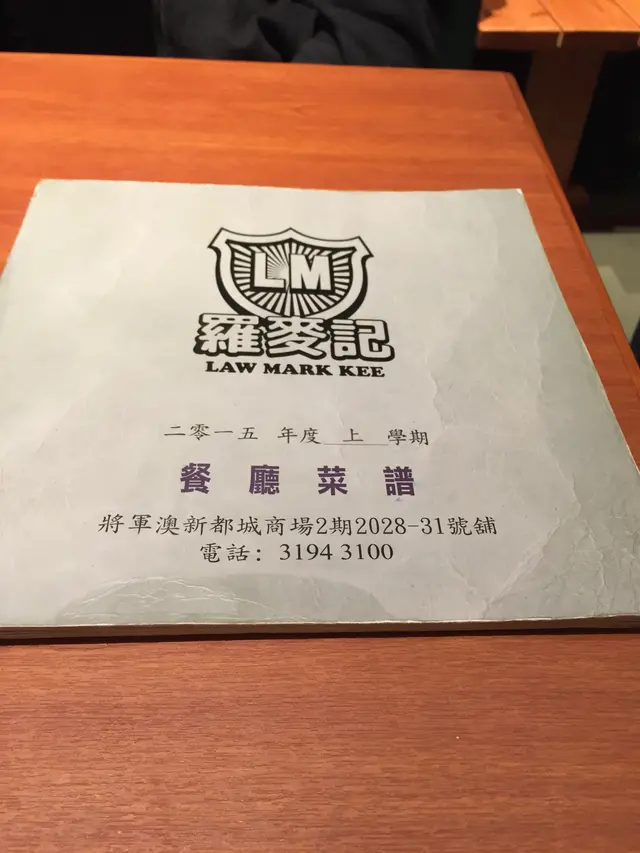 LM
羅麥記
LAW MARK KEE
二零一五 年度 上 學期
餐廳菜譜
將軍澳新都城商場2期2028-31號舖
電話: 3194 3100